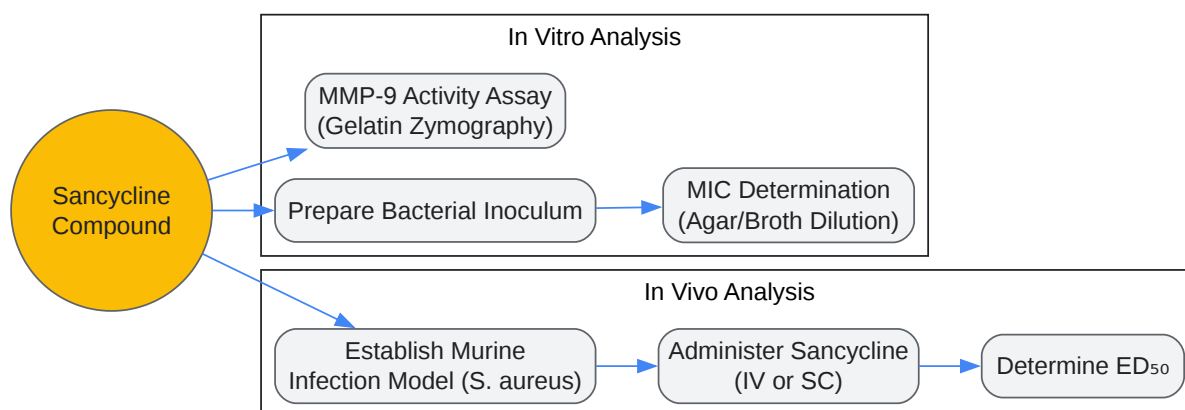 In Vitro Analysis
MMP-9 Activity Assay
(Gelatin Zymography)
Sancycline
Compound
Prepare Bacterial Inoculum
MIC Determination
(Agar/Broth Dilution)
In Vivo Analysis
Establish Murine
Infection Model (S. aureus)
Administer Sancycline
(IV or SC)
Determine ED₅₀